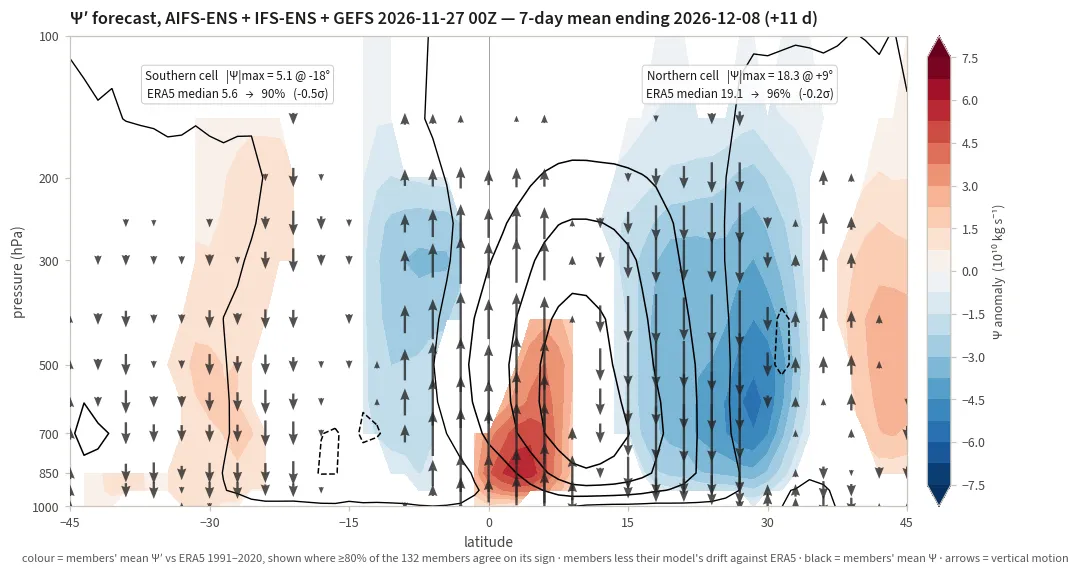 Ψ′ forecast, AIFS-ENS + IFS-ENS + GEFS 2026-11-27 00Z — 7-day mean ending 2026-12-08 (+11 d)
Southern cell |Ψ|max = 5.1 @ -18°
ERA5 median 5.6 → 90% (-0.5σ)
Northern cell |Ψ|max = 18.3 @ +9°
ERA5 median 19.1 → 96% (-0.2σ)
pressure (hPa)
100
200
300
400
500
700
850
1000
−45
−30
−15
0
15
30
45
latitude
7.5
6.0
4.5
3.0
1.5
0.0
−1.5
−3.0
−4.5
−6.0
−7.5
Ψ anomaly (10¹⁰ kg s⁻¹)
colour = members' mean Ψ′ vs ERA5 1991–2020, shown where ≥80% of the 132 members agree on its sign · members less their model's drift against ERA5 · black = members' mean Ψ · arrows = vertical motion